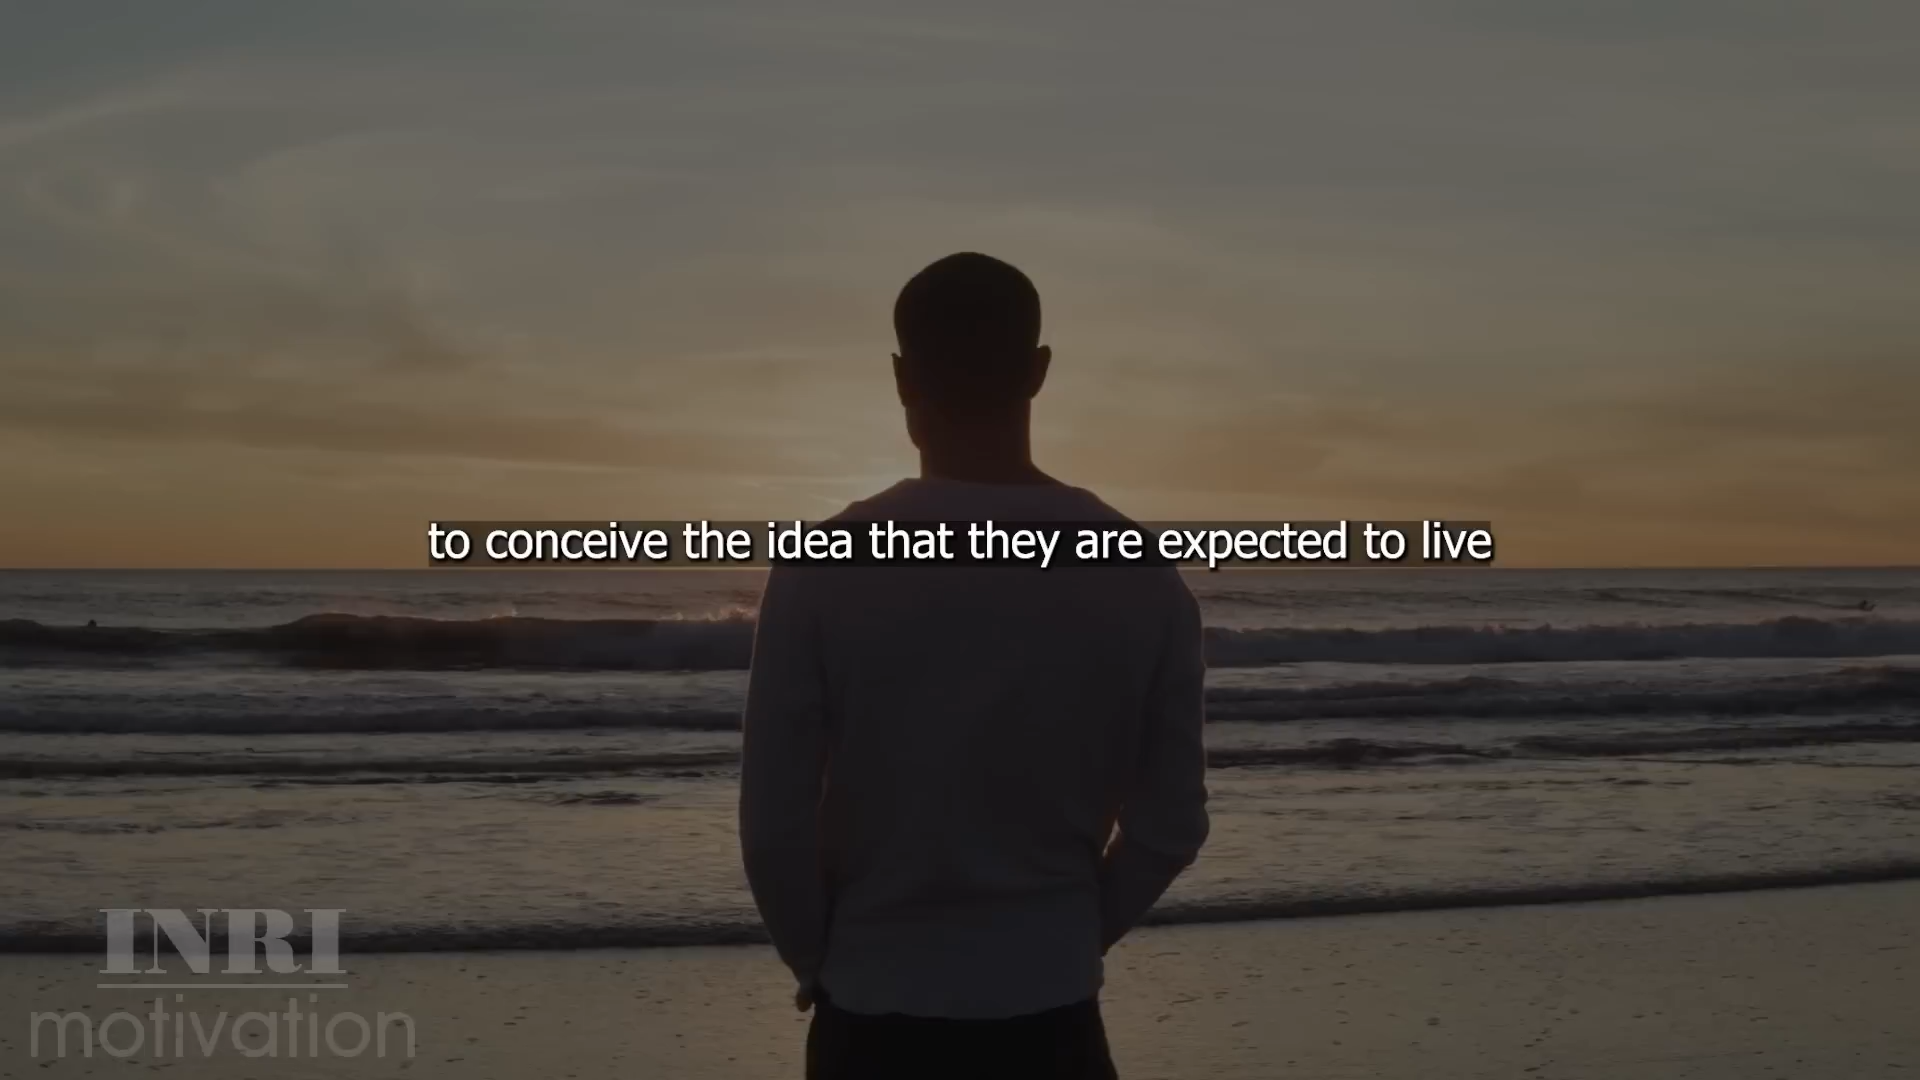 to conceive the idea that they are expected to live
INRI
motivation